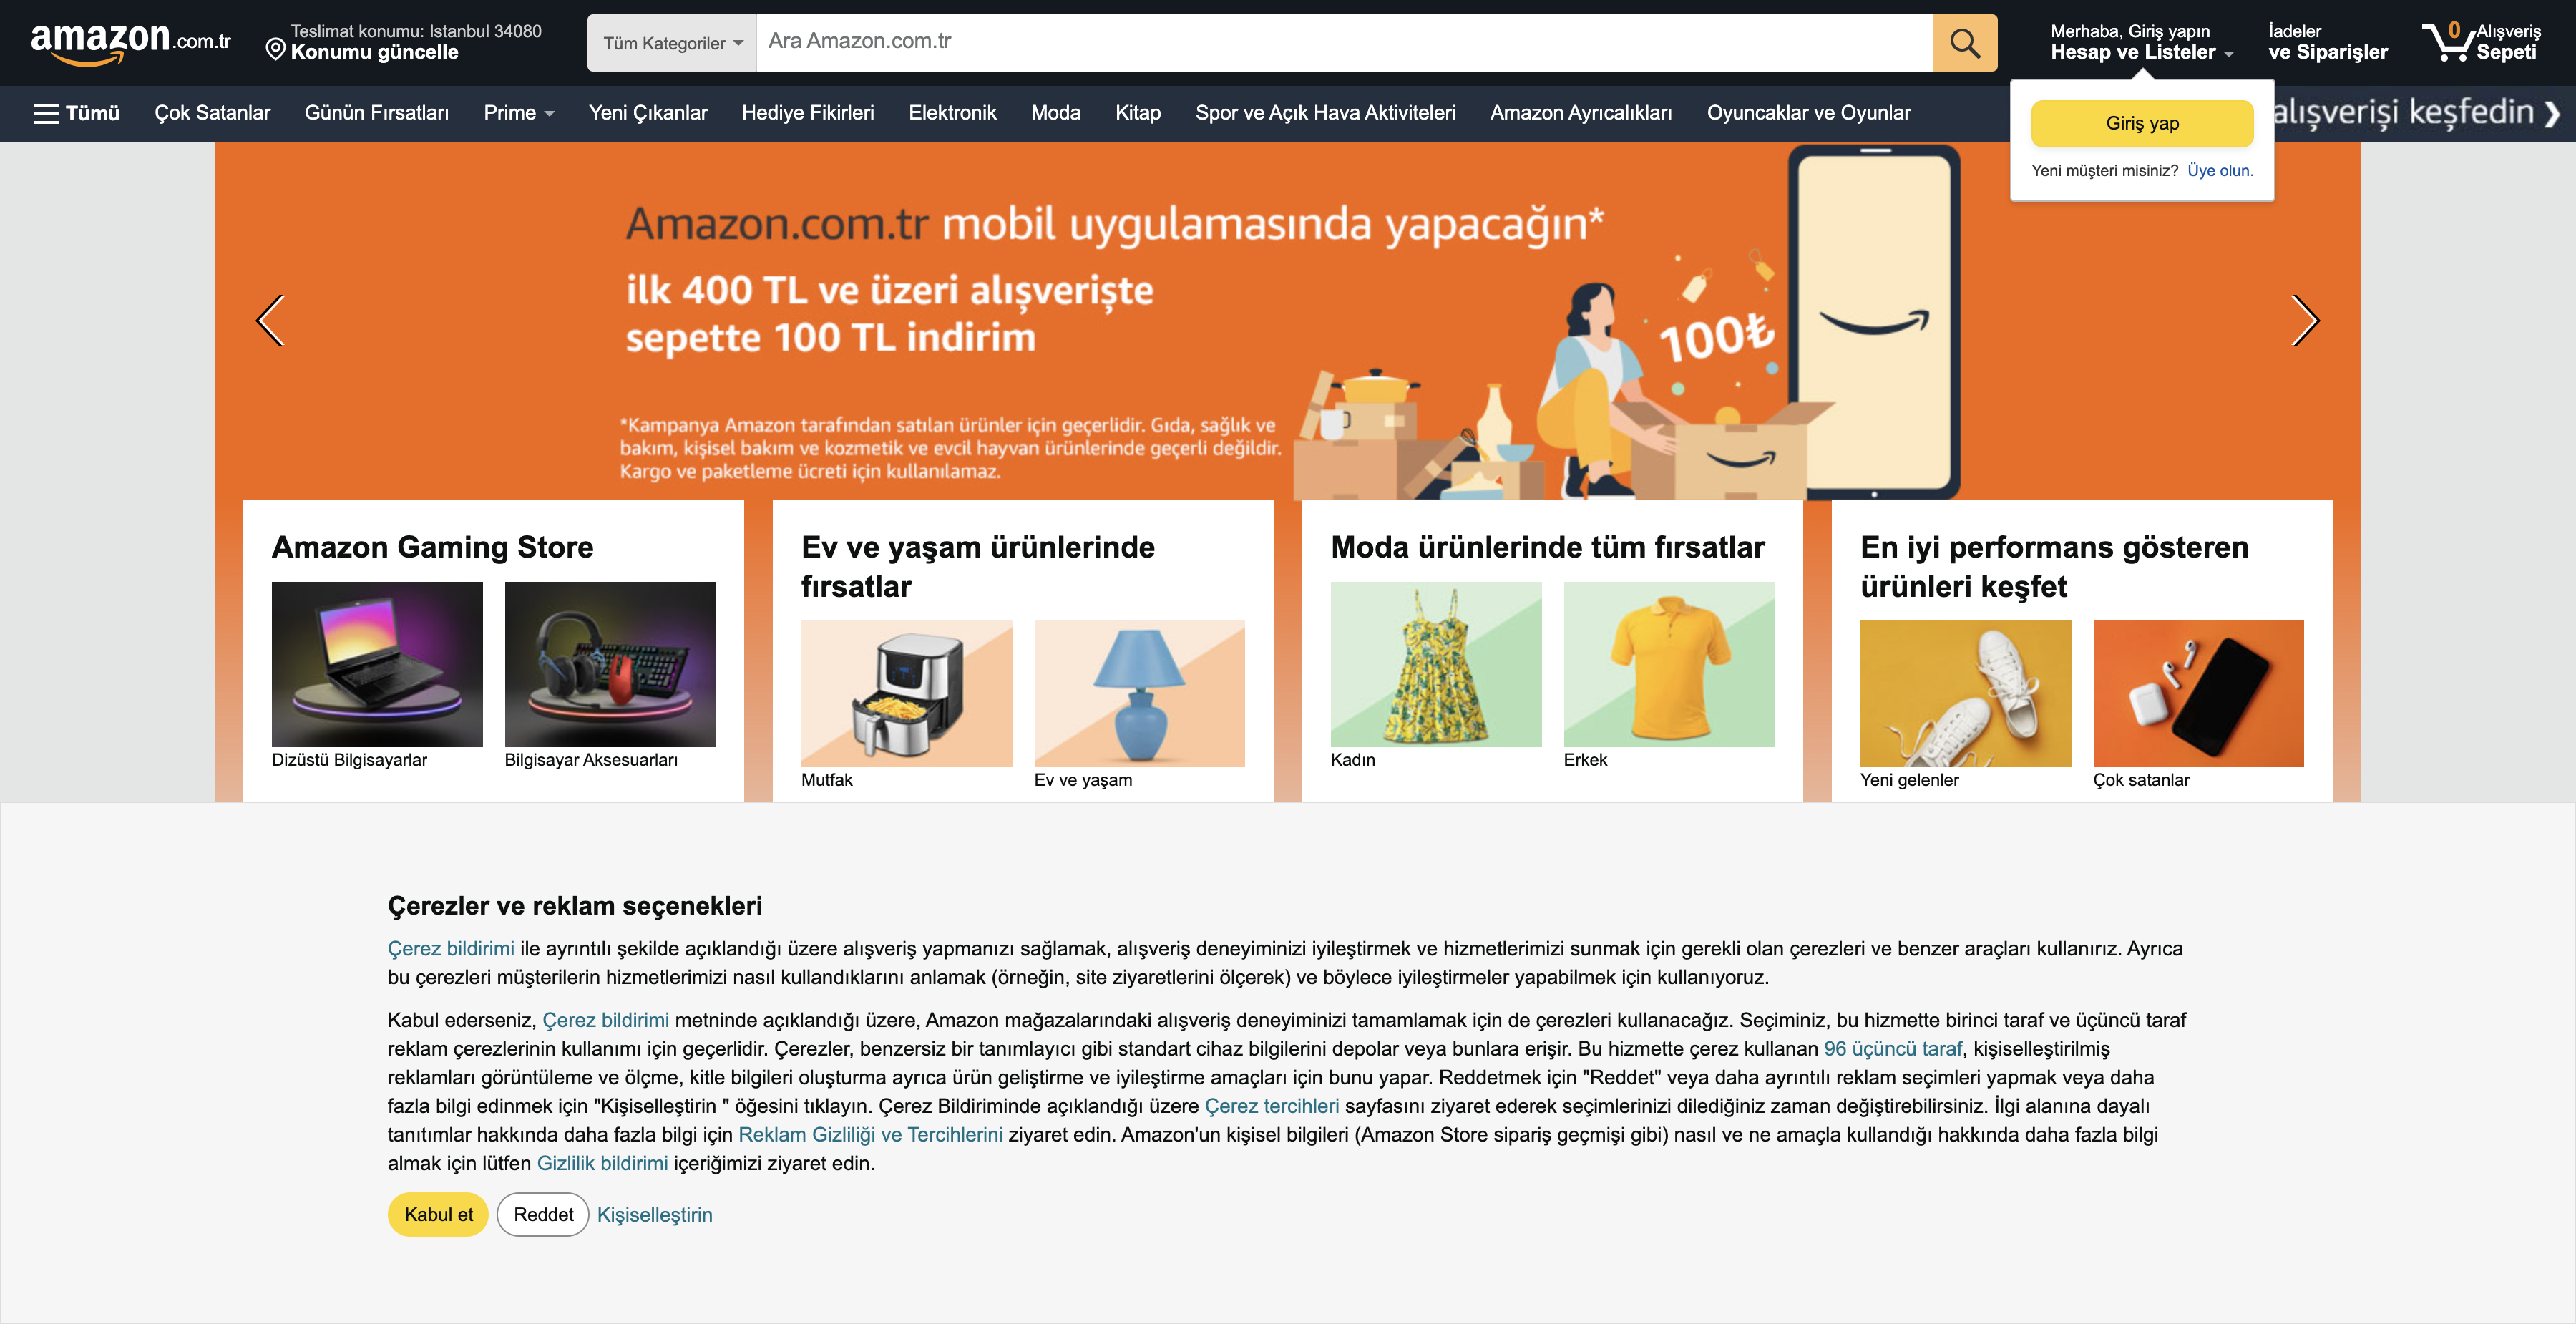 amazon.com.tr
Teslimat konumu: Istanbul 34080
Konumu güncelle
Tüm Kategoriler
Ara Amazon.com.tr
Merhaba, Giriş yapın
Hesap ve Listeler
İadeler
ve Siparişler
0
Alışveriş
Sepeti
Tümü
Çok Satanlar
Günün Fırsatları
Prime
Yeni Çıkanlar
Hediye Fikirleri
Elektronik
Moda
Kitap
Spor ve Açık Hava Aktiviteleri
Amazon Ayrıcalıkları
Oyuncaklar ve Oyunlar
alışverişi keşfedin
Giriş yap
Yeni müşteri misiniz? Üye olun.
Amazon.com.tr mobil uygulamasında yapacağın*
ilk 400 TL ve üzeri alışverişte
sepette 100 TL indirim
100₺
*Kampanya Amazon tarafından satılan ürünler için geçerlidir. Gıda, sağlık ve
bakım, kişisel bakım ve kozmetik ve evcil hayvan ürünlerinde geçerli değildir.
Kargo ve paketleme ücreti için kullanılamaz.
Amazon Gaming Store
Dizüstü Bilgisayarlar
Bilgisayar Aksesuarları
Ev ve yaşam ürünlerinde
fırsatlar
Mutfak
Ev ve yaşam
Moda ürünlerinde tüm fırsatlar
Kadın
Erkek
En iyi performans gösteren
ürünleri keşfet
Yeni gelenler
Çok satanlar
Çerezler ve reklam seçenekleri
Çerez bildirimi ile ayrıntılı şekilde açıklandığı üzere alışveriş yapmanızı sağlamak, alışveriş deneyiminizi iyileştirmek ve hizmetlerimizi sunmak için gerekli olan çerezleri ve benzer araçları kullanırız. Ayrıca
bu çerezleri müşterilerin hizmetlerimizi nasıl kullandıklarını anlamak (örneğin, site ziyaretlerini ölçerek) ve böylece iyileştirmeler yapabilmek için kullanıyoruz.
Kabul ederseniz, Çerez bildirimi metninde açıklandığı üzere, Amazon mağazalarındaki alışveriş deneyiminizi tamamlamak için de çerezleri kullanacağız. Seçiminiz, bu hizmette birinci taraf ve üçüncü taraf
reklam çerezlerinin kullanımı için geçerlidir. Çerezler, benzersiz bir tanımlayıcı gibi standart cihaz bilgilerini depolar veya bunlara erişir. Bu hizmette çerez kullanan 96 üçüncü taraf, kişiselleştirilmiş
reklamları görüntüleme ve ölçme, kitle bilgileri oluşturma ayrıca ürün geliştirme ve iyileştirme amaçları için bunu yapar. Reddetmek için "Reddet" veya daha ayrıntılı reklam seçimleri yapmak veya daha
fazla bilgi edinmek için "Kişiselleştirin " öğesini tıklayın. Çerez Bildiriminde açıklandığı üzere Çerez tercihleri sayfasını ziyaret ederek seçimlerinizi dilediğiniz zaman değiştirebilirsiniz. İlgi alanına dayalı
tanıtımlar hakkında daha fazla bilgi için Reklam Gizliliği ve Tercihlerini ziyaret edin. Amazon'un kişisel bilgileri (Amazon Store sipariş geçmişi gibi) nasıl ve ne amaçla kullandığı hakkında daha fazla bilgi
almak için lütfen Gizlilik bildirimi içeriğimizi ziyaret edin.
Kabul et
Reddet
Kişiselleştirin